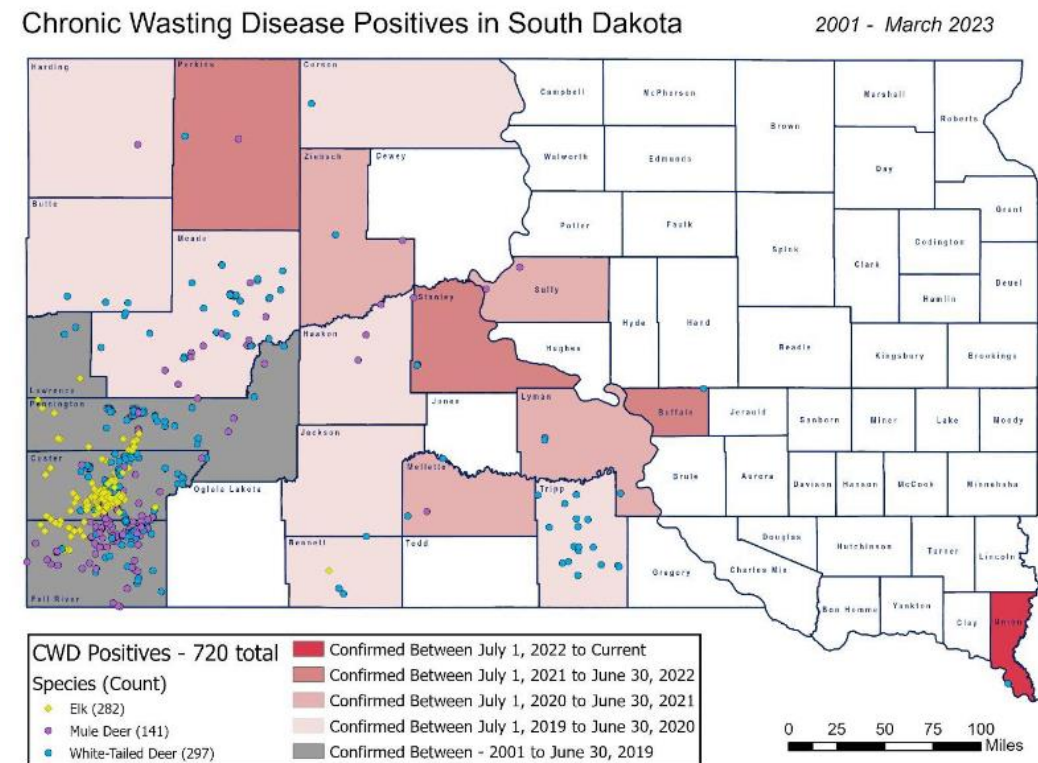 Chronic Wasting Disease Positives in South Dakota
2001 - March 2023
Harding
Perkins
Corson
Campbell
McPherson
Brown
Marshall
Roberts
Ziebach
Dewey
Walworth
Edmunds
Day
Butte
Meade
Potter
Faulk
Spink
Clark
Codington
Grant
Stanley
Sully
Hyde
Hand
Hamlin
Deuel
Haakon
Hughes
Beadle
Kingsbury
Brookings
Lawrence
Pennington
Jones
Lyman
Buffalo
Jerauld
Sanborn
Miner
Lake
Moody
Custer
Jackson
Mellette
Oglala Lakota
Tripp
Brule
Aurora
Davison
Hanson
McCook
Minnehaha
Bennett
Todd
Gregory
Douglas
Charles Mix
Hutchinson
Turner
Lincoln
Fall River
Bon Homme
Yankton
Clay
Union
CWD Positives - 720 total
Species (Count)
Elk (282)
Mule Deer (141)
White-Tailed Deer (297)
Confirmed Between July 1, 2022 to Current
Confirmed Between July 1, 2021 to June 30, 2022
Confirmed Between July 1, 2020 to June 30, 2021
Confirmed Between July 1, 2019 to June 30, 2020
Confirmed Between - 2001 to June 30, 2019
0 25 50 75 100
Miles